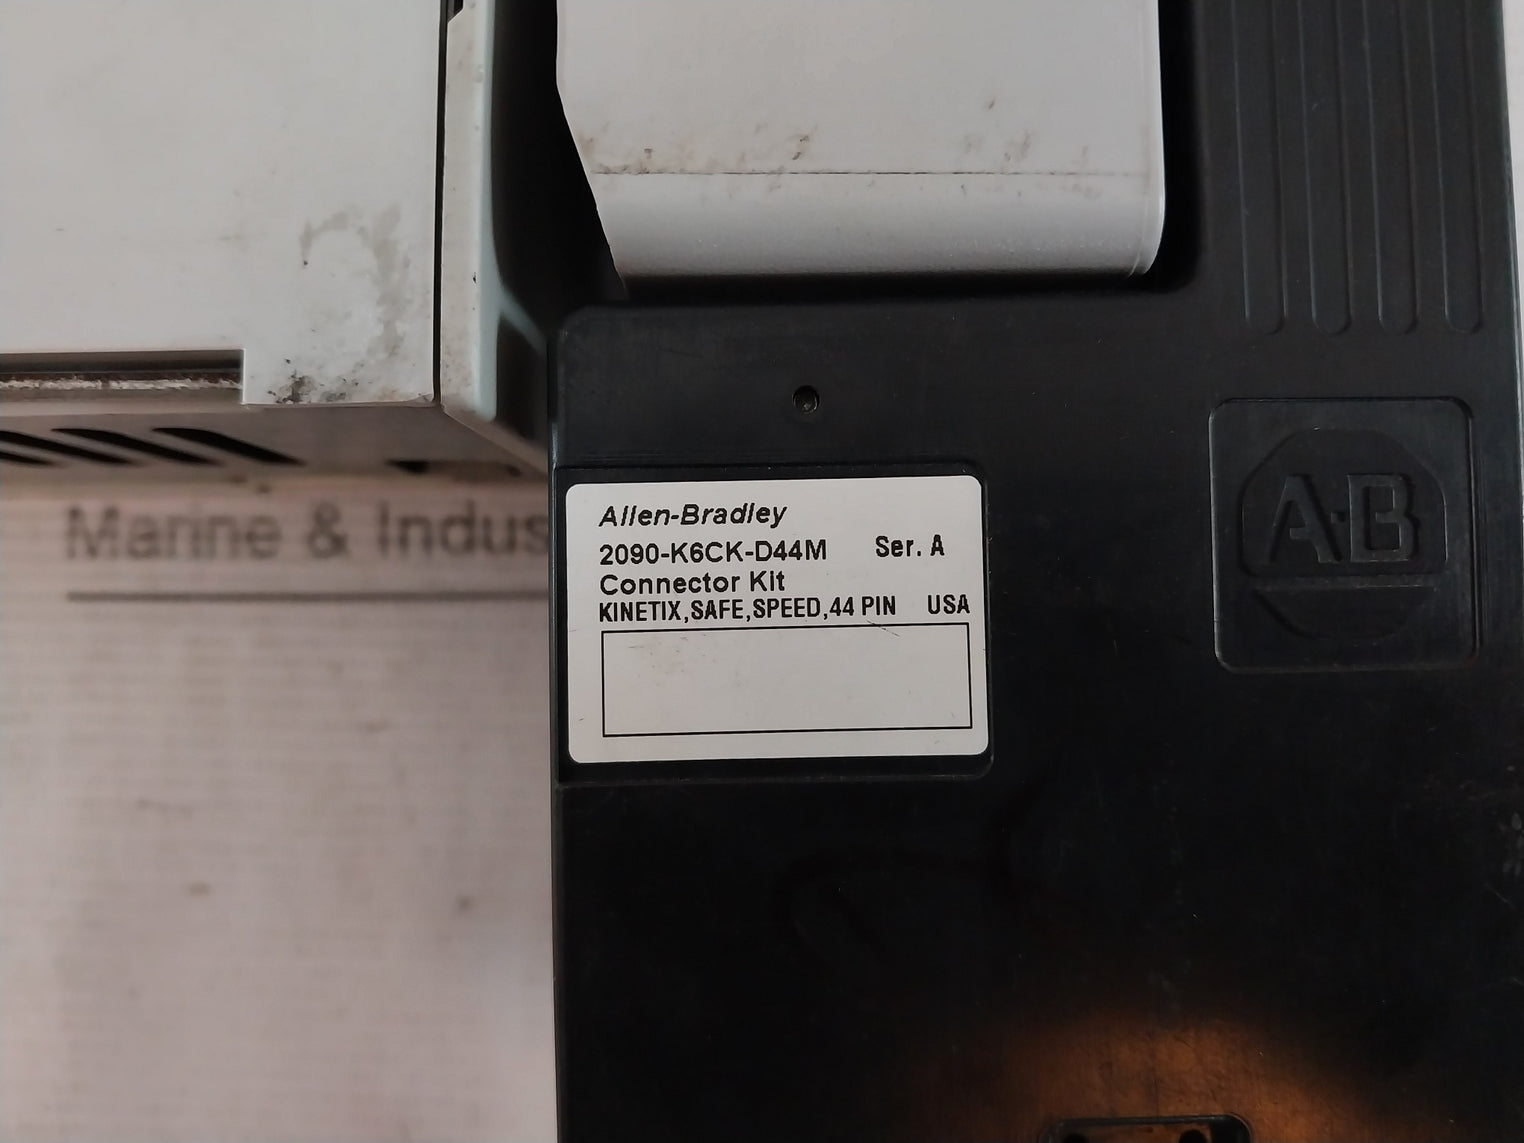 Allen-Bradley
2090-K6CK-D44M Ser. A
Connector Kit
KINETIX,SAFE,SPEED,44 PIN USA
A·B
Marine & Indus